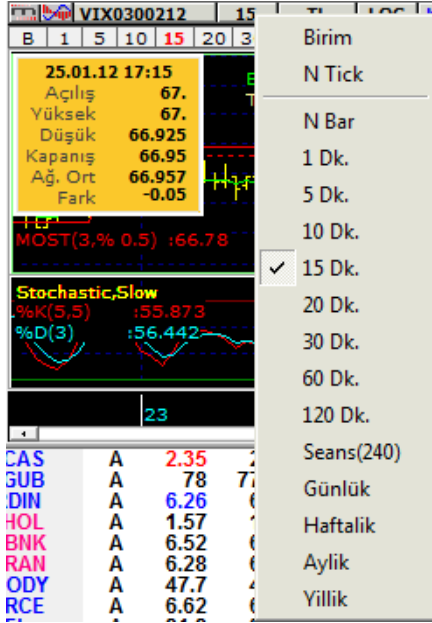 VIX0300212 15 TL LOG
B 1 5 10 15 20 3
25.01.12 17:15
Açılış 67.
Yüksek 67.
Düşük 66.925
Kapanış 66.95
Ağ. Ort 66.957
Fark -0.05
MOST(3,% 0.5) :66.78
Stochastic,Slow
%K(5,5) :55.873
%D(3) :56.442
23
CAS A 2.35
GUB A 78 77
DIN A 6.26
HOL A 1.57
BNK A 6.52
RAN A 6.28
ODY A 47.7
RCE A 6.62
Birim
N Tick
N Bar
1 Dk.
5 Dk.
10 Dk.
15 Dk.
20 Dk.
30 Dk.
60 Dk.
120 Dk.
Seans(240)
Günlük
Haftalik
Aylik
Yillik